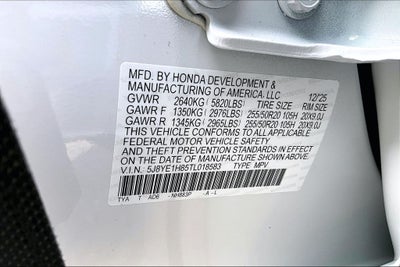 MFD. BY HONDA DEVELOPMENT &
MANUFACTURING OF AMERICA, LLC 12/25
GVWR 2640KG(5820LBS) TIRE SIZE RIM SIZE
GAWR F 1350KG(2976LBS) 255/50R20 105H 20X9.0J
GAWR R 1345KG(2965LBS) 255/50R20 105H 20X9.0J
THIS VEHICLE CONFORMS TO ALL APPLICABLE
FEDERAL MOTOR VEHICLE SAFETY, BUMPER,
AND THEFT PREVENTION STANDARDS IN EFFECT
ON THE DATE OF MANUFACTURE SHOWN ABOVE.
V.I.N.: 5J8YE1H85TL018583 TYPE: MPV
TYA T AD6 -NH883P -A-L